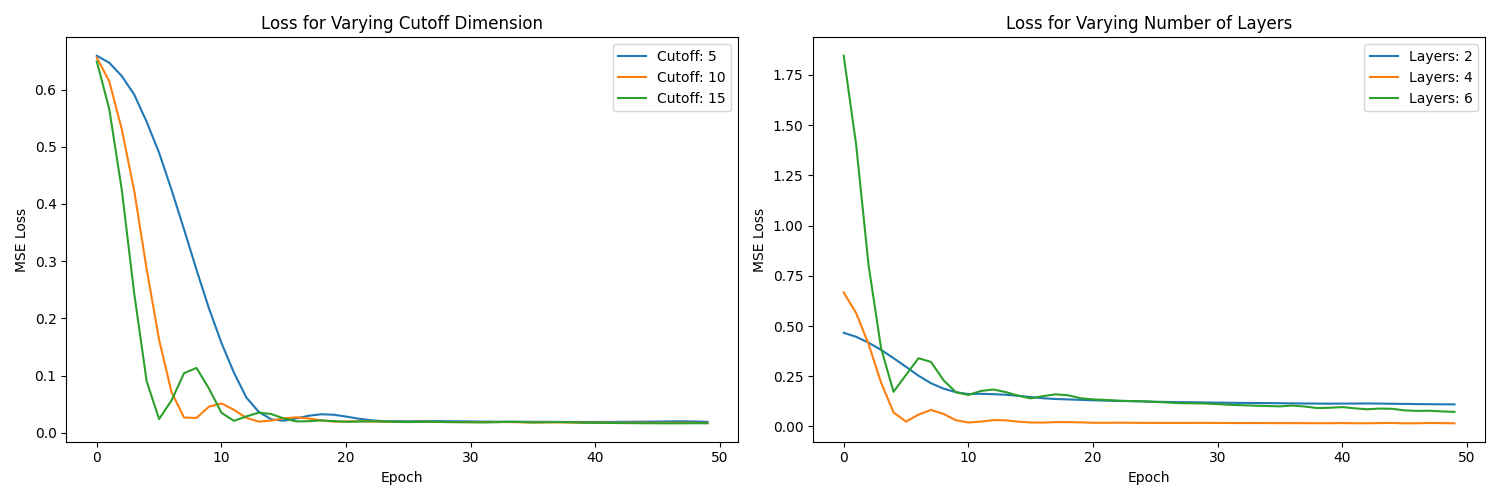 Loss for Varying Cutoff Dimension
MSE Loss
0.6
0.5
0.4
0.3
0.2
0.1
0.0
Cutoff: 5
Cutoff: 10
Cutoff: 15
0 10 20 30 40 50
Epoch
Loss for Varying Number of Layers
MSE Loss
1.75
1.50
1.25
1.00
0.75
0.50
0.25
0.00
Layers: 2
Layers: 4
Layers: 6
0 10 20 30 40 50
Epoch